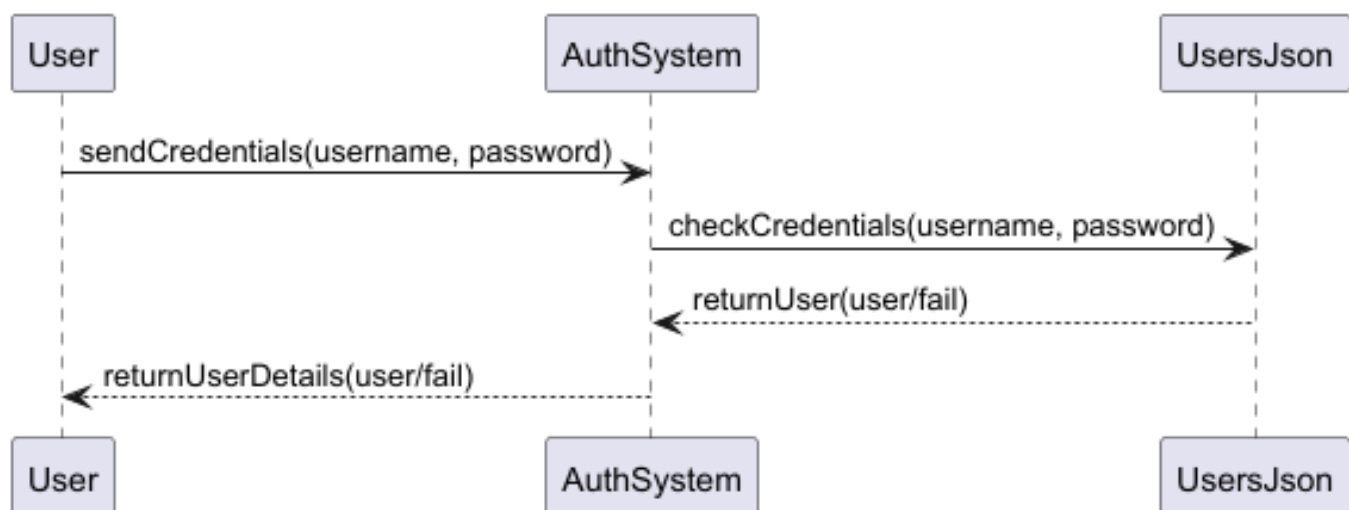 User AuthSystem UsersJson
sendCredentials(username, password)
checkCredentials(username, password)
returnUser(user/fail)
returnUserDetails(user/fail)
User AuthSystem UsersJson